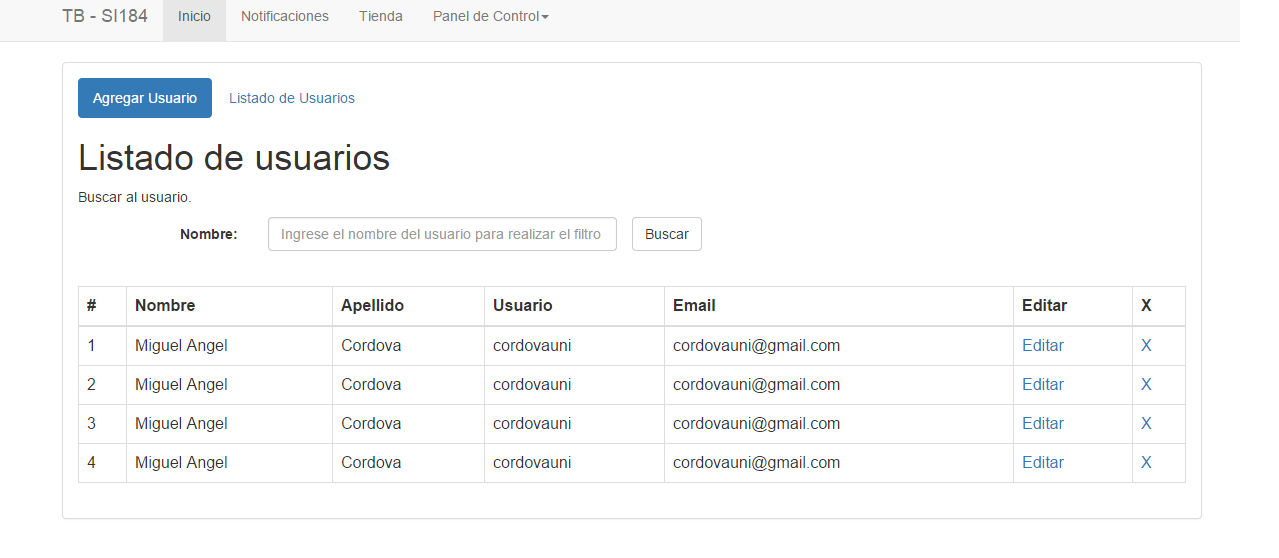 TB - SI184 Inicio Notificaciones Tienda Panel de Control
Agregar Usuario Listado de Usuarios
Listado de usuarios
Buscar al usuario.
Nombre: Ingrese el nombre del usuario para realizar el filtro Buscar
# Nombre Apellido Usuario Email Editar X
1 Miguel Angel Cordova cordovauni cordovauni@gmail.com Editar X
2 Miguel Angel Cordova cordovauni cordovauni@gmail.com Editar X
3 Miguel Angel Cordova cordovauni cordovauni@gmail.com Editar X
4 Miguel Angel Cordova cordovauni cordovauni@gmail.com Editar X